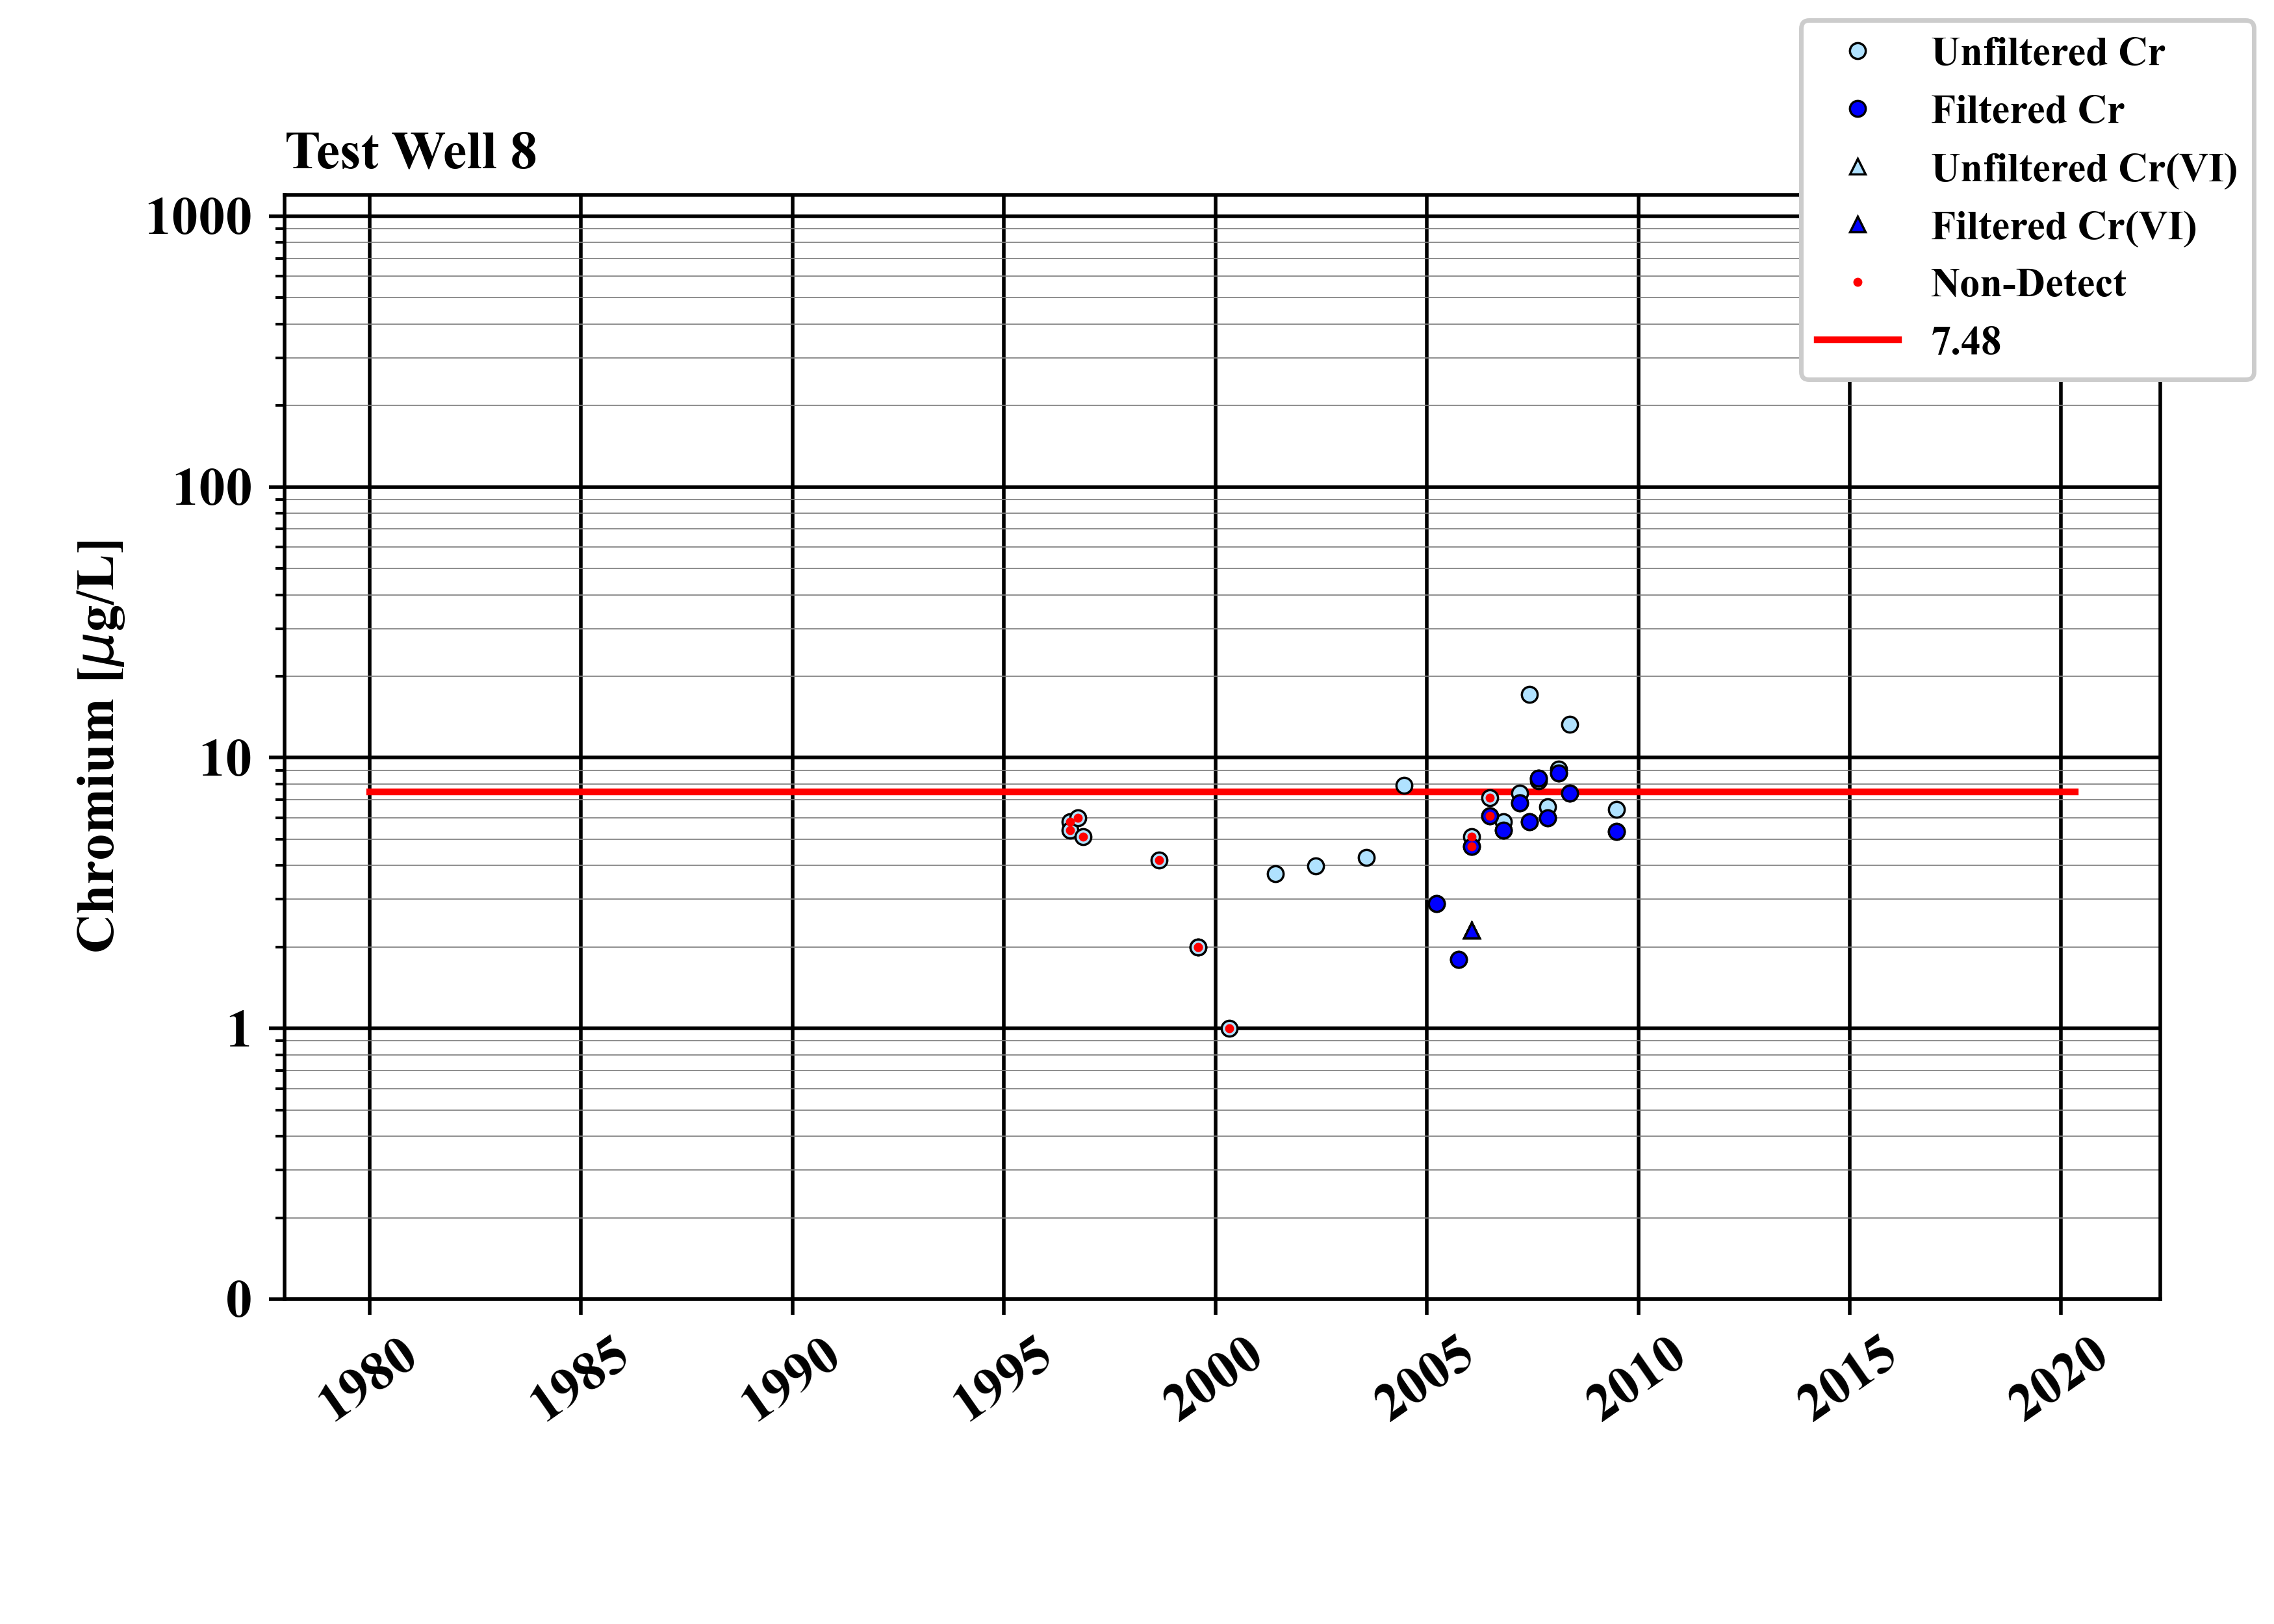 Test Well 8
Unfiltered Cr
Filtered Cr
Unfiltered Cr(VI)
Filtered Cr(VI)
Non-Detect
7.48
Chromium [μg/L]
1000
100
10
1
0
1980
1985
1990
1995
2000
2005
2010
2015
2020